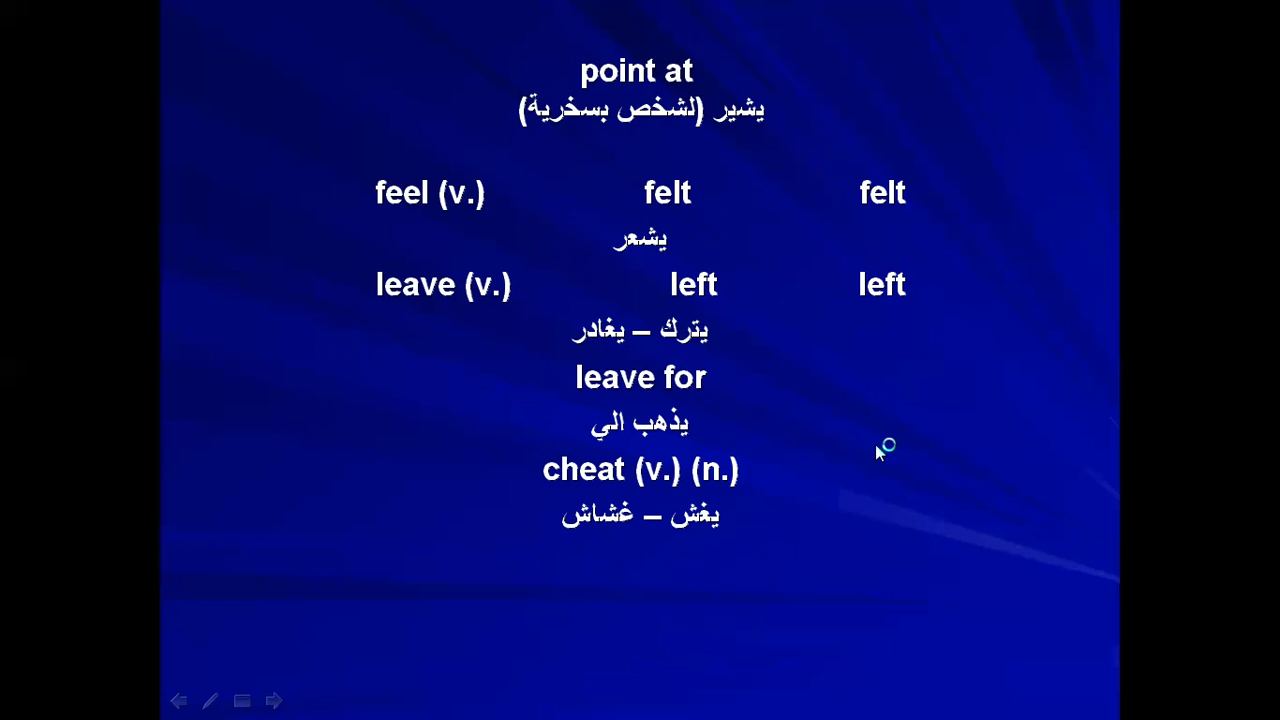 point at
يشير (لشخص بسخرية)
feel (v.) felt felt
يشعر
leave (v.) left left
يترك – يغادر
leave for
يذهب الي
cheat (v.) (n.)
يغش – غشاش